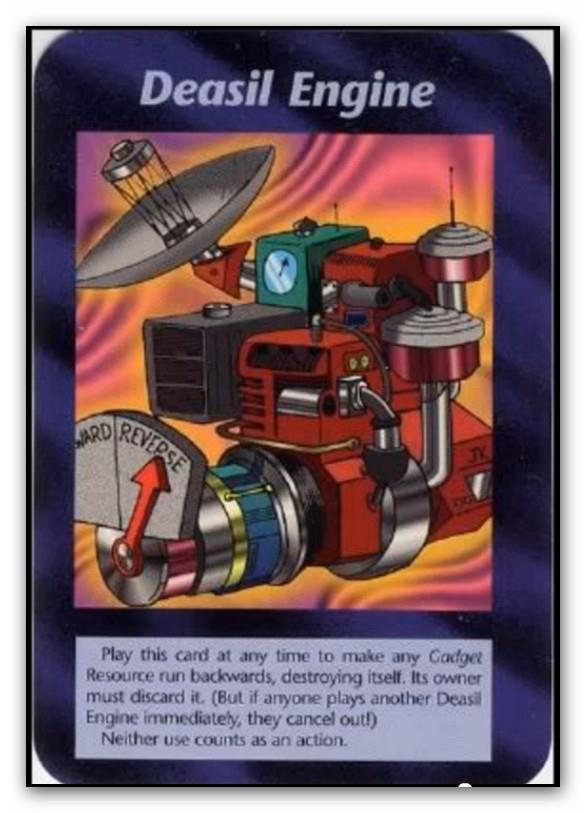 Deasil Engine
WARD REVERSE
JK
Play this card at any time to make any Gadget
Resource run backwards, destroying itself. Its owner
must discard it. (But if anyone plays another Deasil
Engine immediately, they cancel out!)
Neither use counts as an action.